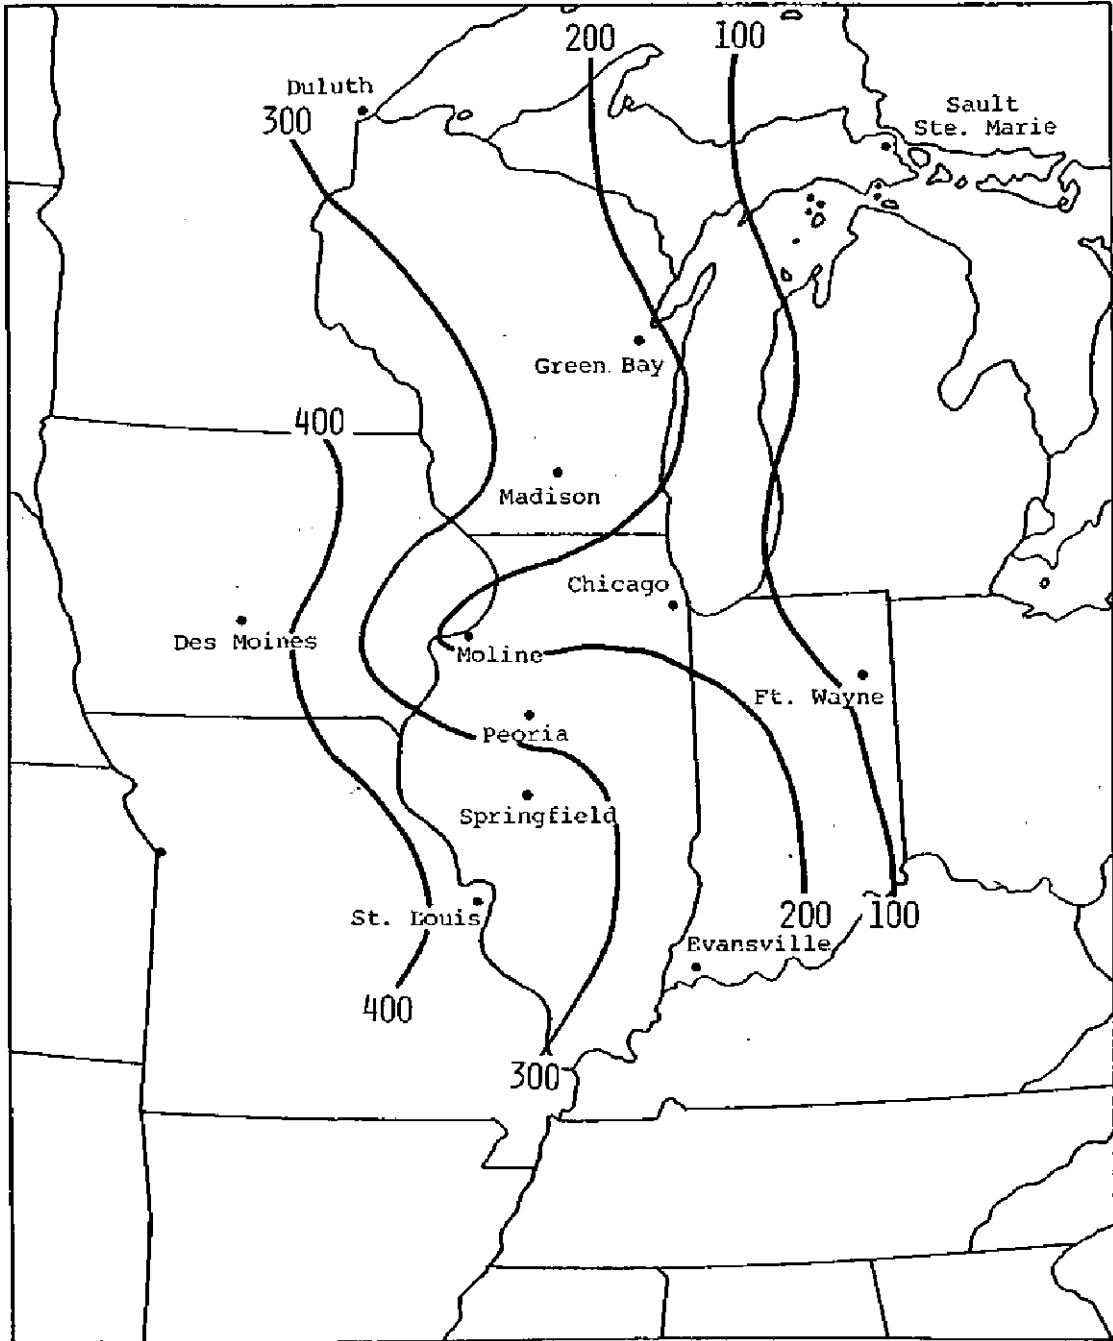 200
100
Duluth
300
Sault
Ste. Marie
Green Bay
400
Madison
Chicago
Des Moines
Moline
Ft. Wayne
Peoria
Springfield
St. Louis
200
100
Evansville
400
300